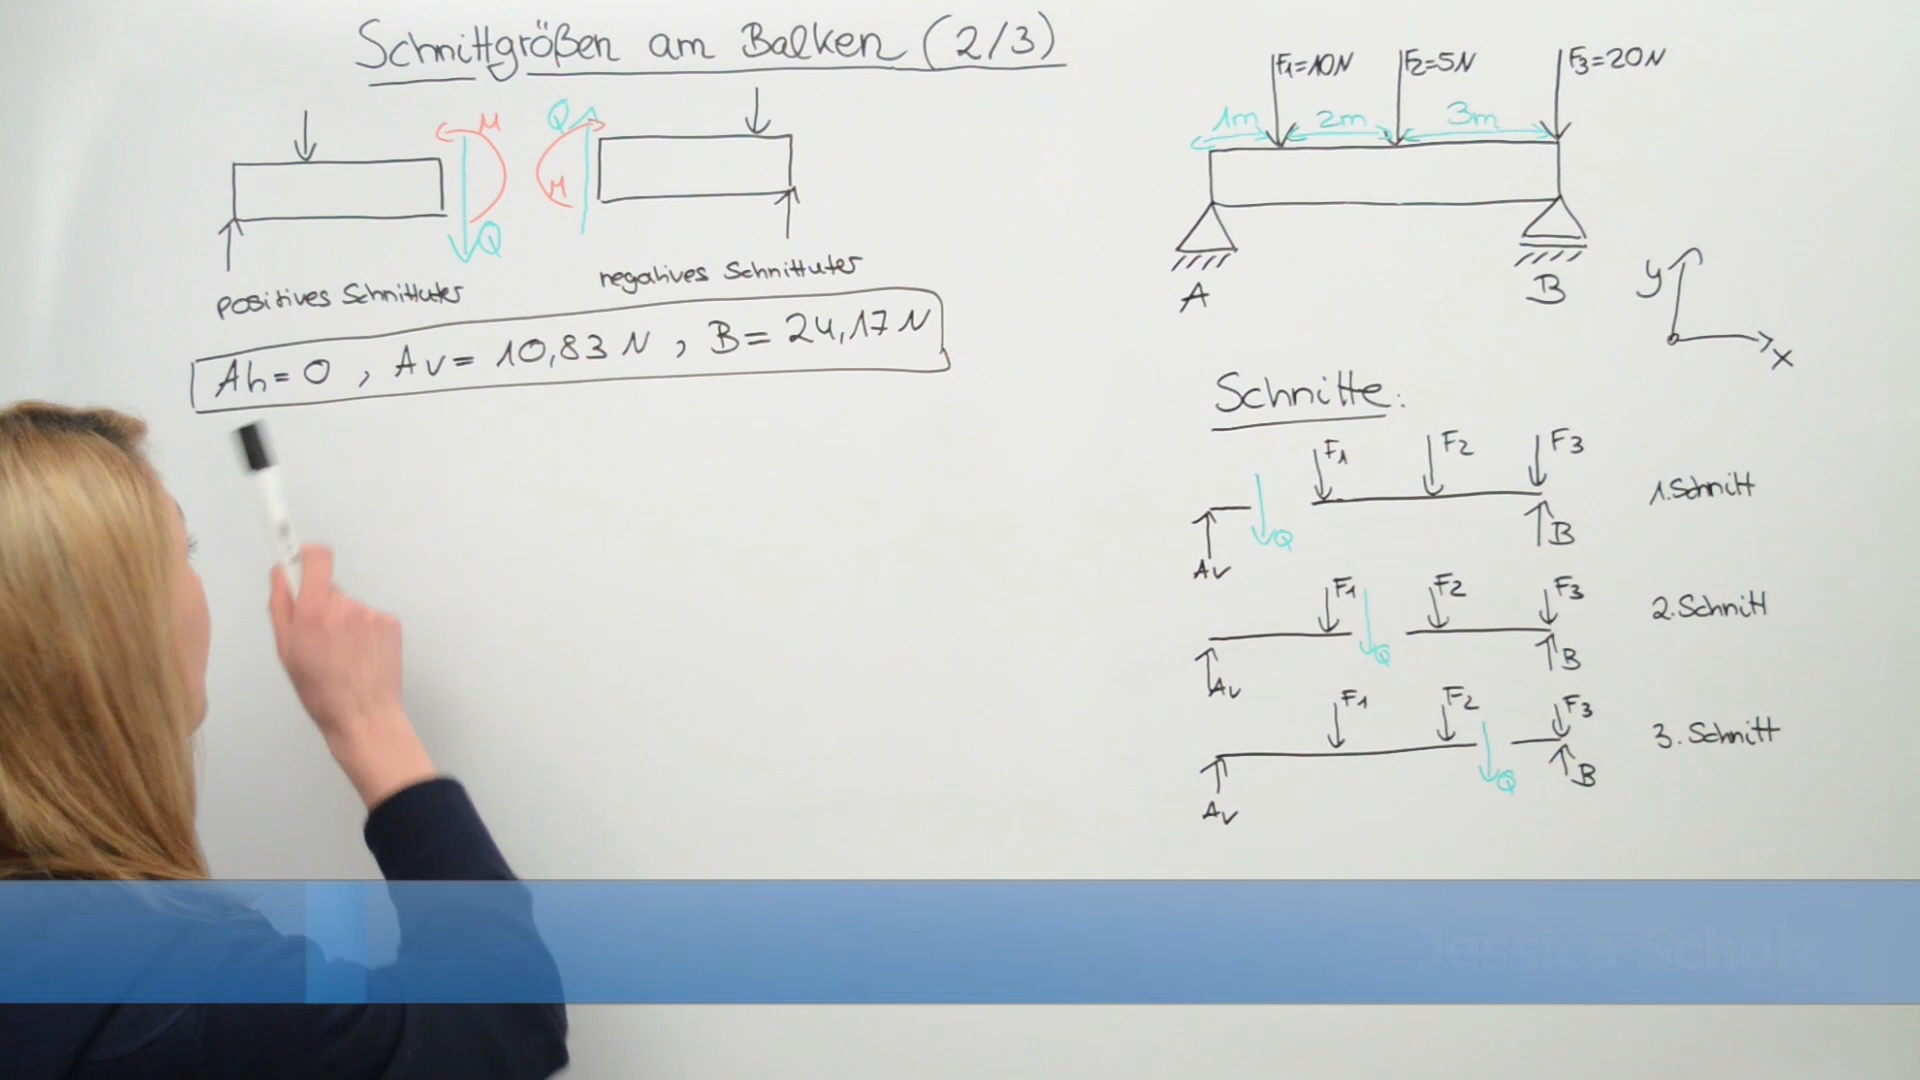 Schnittgrößen am Balken (2/3)
F1=10N F2=5N F3=20N
1m 2m 3m
M Q
Q M
positives Schnittufer negatives Schnittufer
A B
y
x
Ah=0 , Av= 10,83 N , B= 24,17 N
Schnitte:
F1 F2 F3
1.Schnitt
Q B
Av
F1 F2 F3
2.Schnitt
Q B
Av
F1 F2 F3
3. Schnitt
Q B
Av
Jessica Scholz